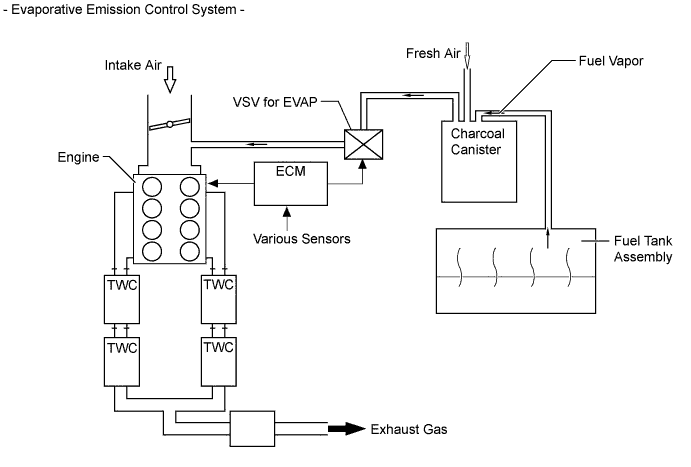 - Evaporative Emission Control System -
Fresh Air
Fuel Vapor
Intake Air
VSV for EVAP
Charcoal
Canister
Engine
ECM
Various Sensors
Fuel Tank
Assembly
TWC
TWC
TWC
TWC
Exhaust Gas